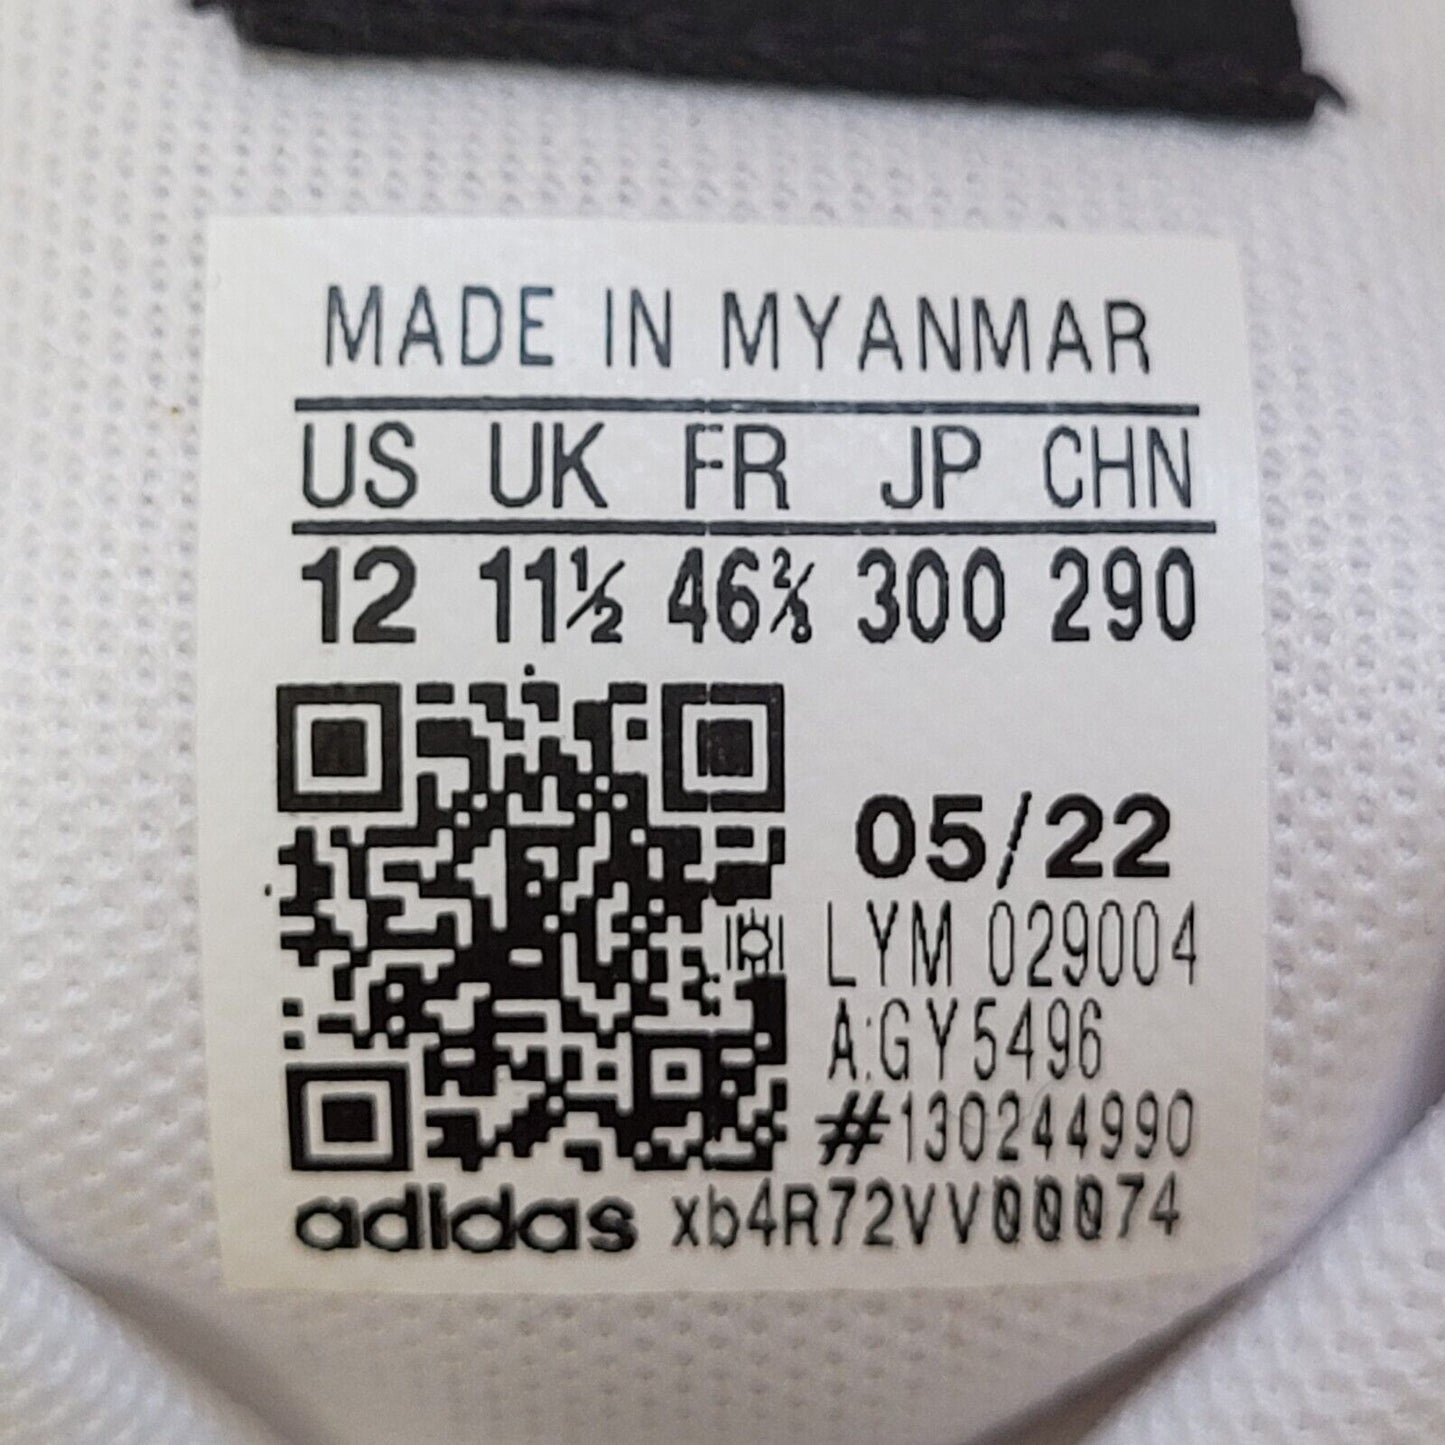 MADE IN MYANMAR
US UK FR JP CHN
12 11½ 46⅔ 300 290
05/22
LYM 029004
A:GY5496
#130244990
adidas xb4R72VV00074